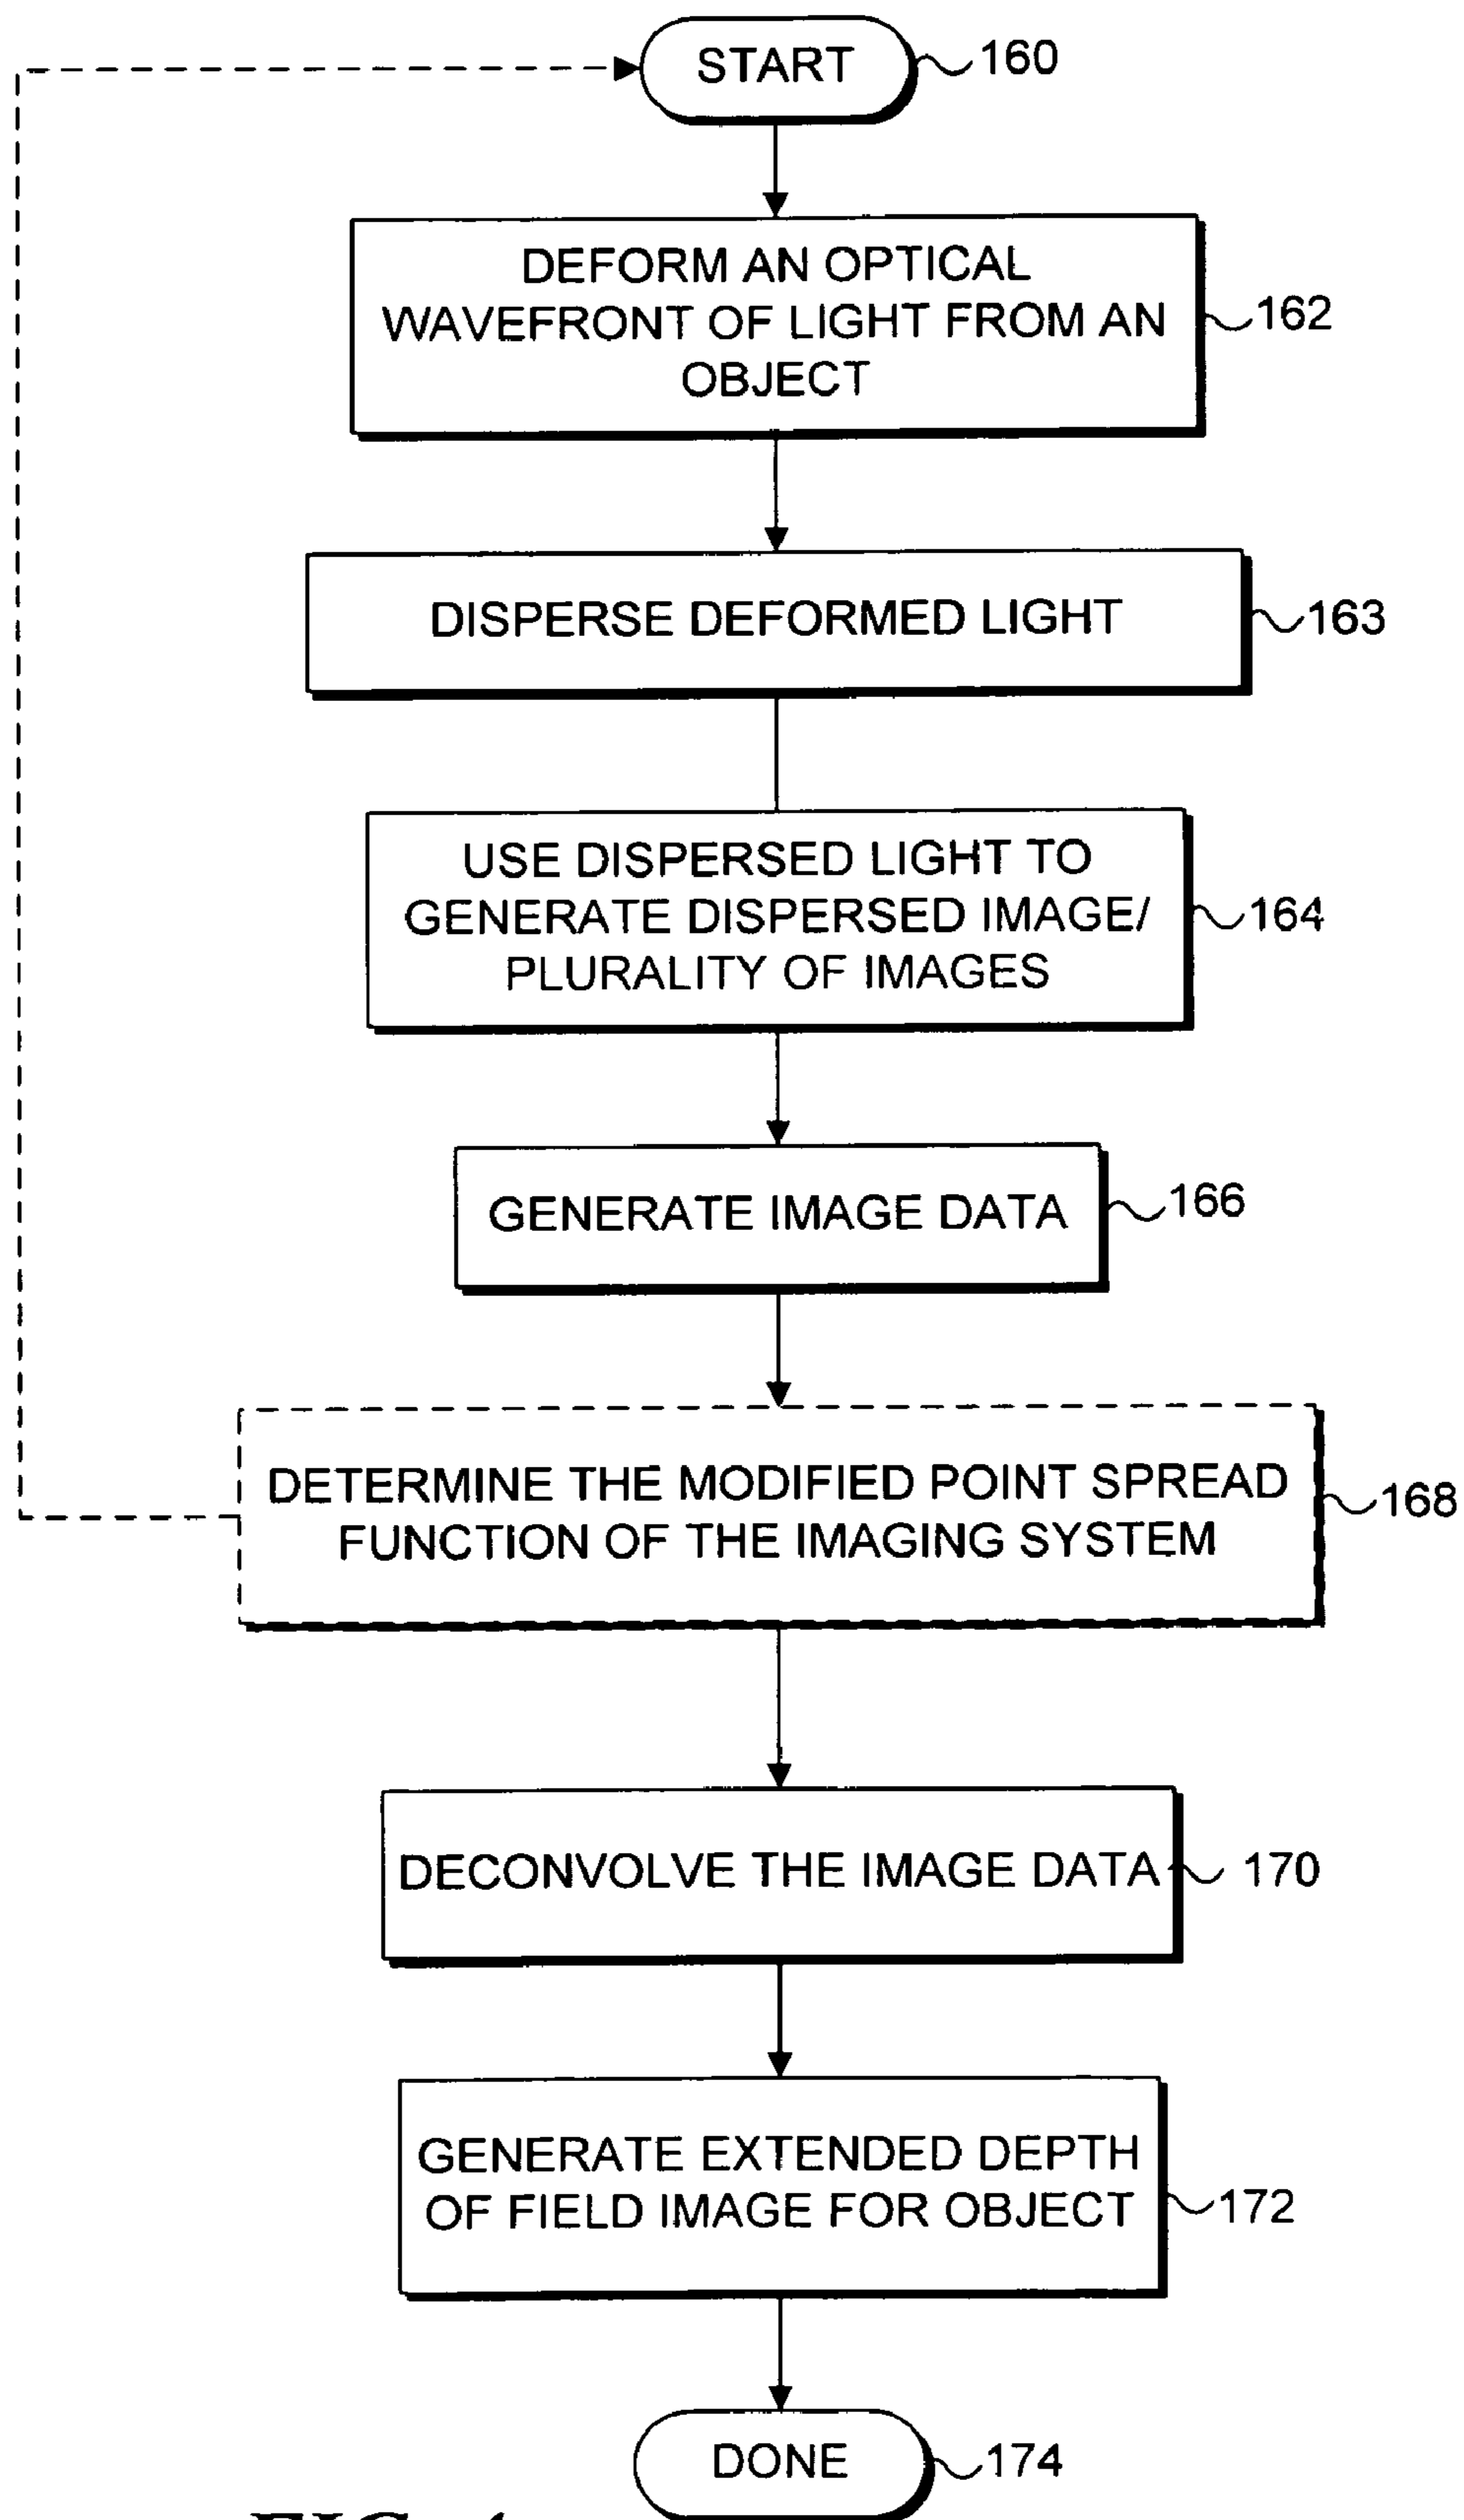 START
160
DEFORM AN OPTICAL
WAVEFRONT OF LIGHT FROM AN
OBJECT
162
DISPERSE DEFORMED LIGHT
163
USE DISPERSED LIGHT TO
GENERATE DISPERSED IMAGE/
PLURALITY OF IMAGES
164
GENERATE IMAGE DATA
166
DETERMINE THE MODIFIED POINT SPREAD
FUNCTION OF THE IMAGING SYSTEM
168
DECONVOLVE THE IMAGE DATA
170
GENERATE EXTENDED DEPTH
OF FIELD IMAGE FOR OBJECT
172
DONE
174